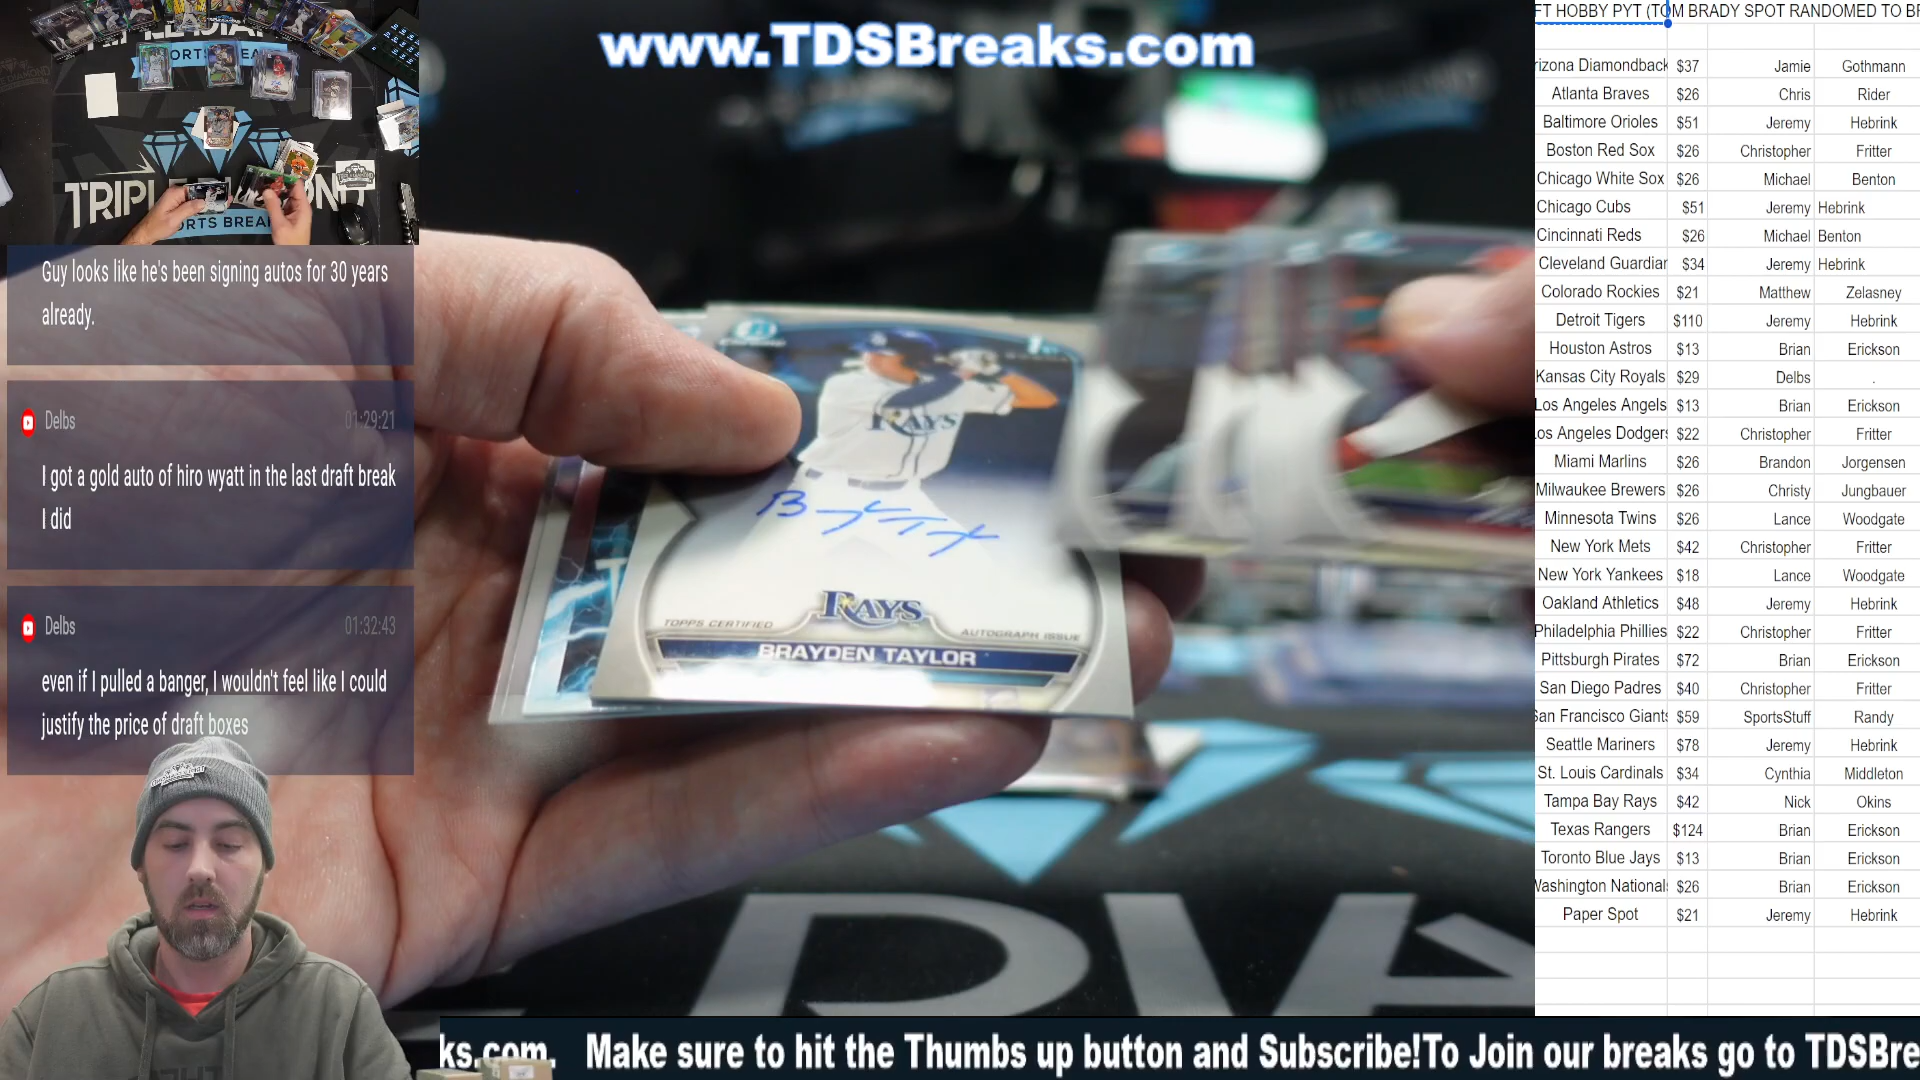 www.TDSBreaks.com
Guy looks like he's been signing autos for 30 years
already.
Delbs 01:29:21
I got a gold auto of hiro wyatt in the last draft break
I did
Delbs 01:32:43
even if I pulled a banger, I wouldn't feel like I could
justify the price of draft boxes
RAYS
TOPPS CERTIFIED
RAYS
AUTOGRAPH ISSUE
BRAYDEN TAYLOR
FT HOBBY PYT (TOM BRADY SPOT RANDOMED TO
rizona Diamondback $37 Jamie Gothmann
Atlanta Braves $26 Chris Rider
Baltimore Orioles $51 Jeremy Hebrink
Boston Red Sox $26 Christopher Fritter
Chicago White Sox $26 Michael Benton
Chicago Cubs $51 Jeremy Hebrink
Cincinnati Reds $26 Michael Benton
Cleveland Guardian $34 Jeremy Hebrink
Colorado Rockies $21 Matthew Zelasney
Detroit Tigers $110 Jeremy Hebrink
Houston Astros $13 Brian Erickson
Kansas City Royals $29 Delbs .
Los Angeles Angels $13 Brian Erickson
os Angeles Dodgers $22 Christopher Fritter
Miami Marlins $26 Brandon Jorgensen
Milwaukee Brewers $26 Christy Jungbauer
Minnesota Twins $26 Lance Woodgate
New York Mets $42 Christopher Fritter
New York Yankees $18 Lance Woodgate
Oakland Athletics $48 Jeremy Hebrink
Philadelphia Phillies $22 Christopher Fritter
Pittsburgh Pirates $72 Brian Erickson
San Diego Padres $40 Christopher Fritter
San Francisco Giants $59 SportsStuff Randy
Seattle Mariners $78 Jeremy Hebrink
St. Louis Cardinals $34 Cynthia Middleton
Tampa Bay Rays $42 Nick Okins
Texas Rangers $124 Brian Erickson
Toronto Blue Jays $13 Brian Erickson
Washington Nationals $26 Brian Erickson
Paper Spot $21 Jeremy Hebrink
ks.com. Make sure to hit the Thumbs up button and Subscribe!To Join our breaks go to TDSBre